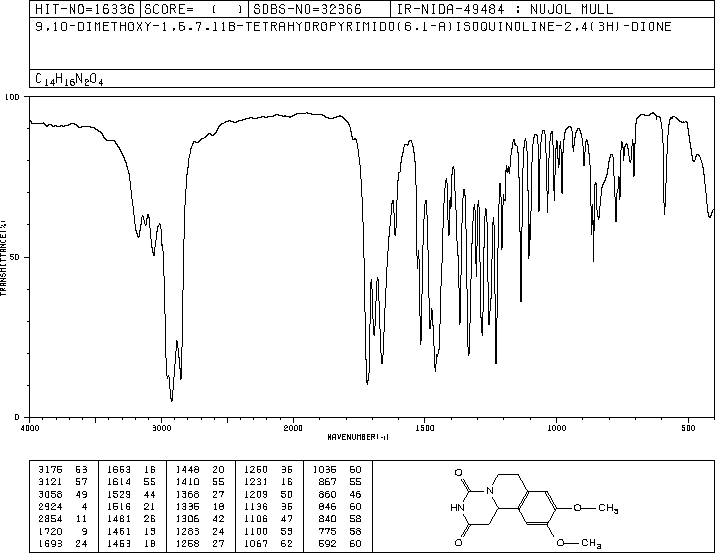 HIT-NO=16336 SCORE= ( ) SDBS-NO=32366 IR-NIDA-49484 : NUJOL MULL
9,10-DIMETHOXY-1,6,7,11B-TETRAHYDROPYRIMIDO(6,1-A)ISOQUINOLINE-2,4(3H)-DIONE
C14H16N2O4
100
50
0
TRANSMITTANCE(%)
4000 3000 2000 1500 1000 500
WAVENUMBER(-1)
3175 63 1663 16 1448 20 1260 36 1036 60
3121 57 1614 55 1410 55 1231 16 867 55
3058 49 1529 44 1368 27 1209 50 860 46
2924 4 1516 21 1335 18 1136 35 846 60
2854 11 1481 26 1306 42 1106 47 840 58
1720 9 1461 19 1283 24 1100 59 775 58
1693 24 1453 18 1258 27 1067 62 592 60
O
N
HN
O
O—CH3
O—CH3